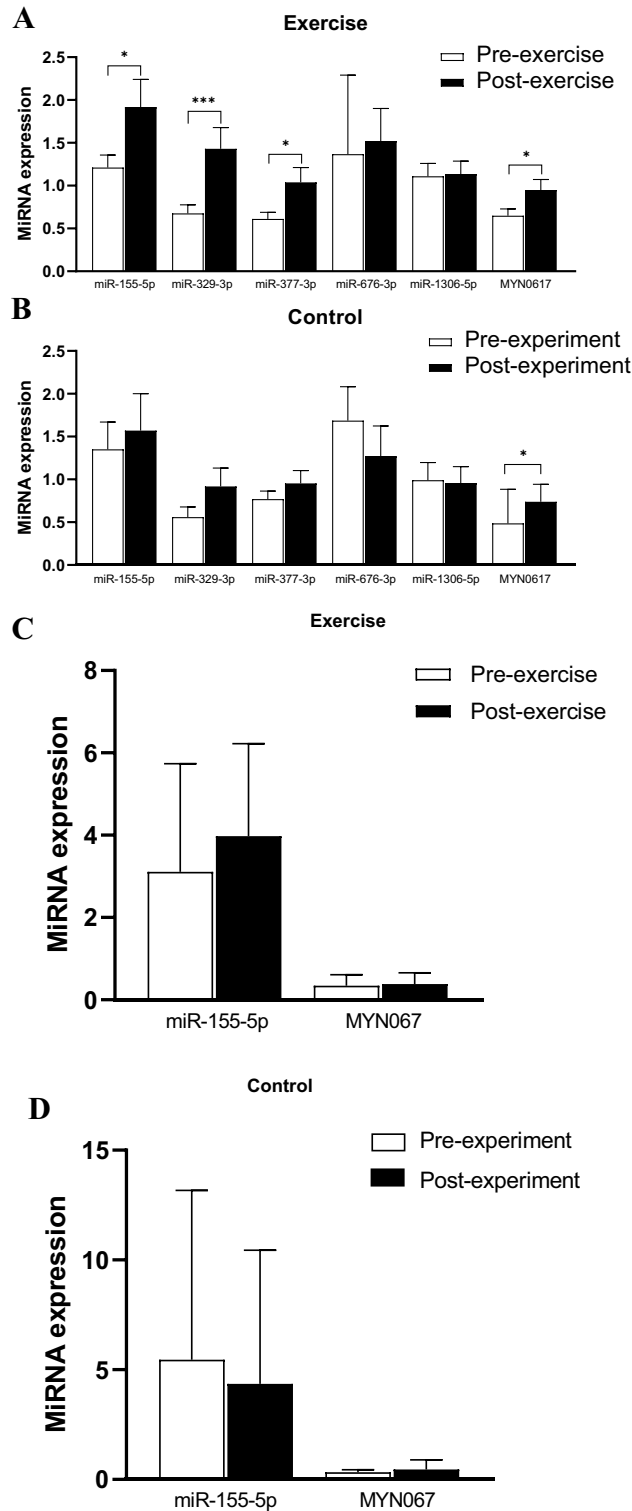 A
Exercise
Pre-exercise
Post-exercise
MiRNA expression
2.5
2.0
1.5
1.0
0.5
0.0
*
***
*
*
miR-155-5p miR-329-3p miR-377-3p miR-676-3p miR-1306-5p MYN0617
B
Control
Pre-experiment
Post-experiment
MiRNA expression
2.5
2.0
1.5
1.0
0.5
0.0
*
miR-155-5p miR-329-3p miR-377-3p miR-676-3p miR-1306-5p MYN0617
C
Exercise
Pre-exercise
Post-exercise
MiRNA expression
8
6
4
2
0
miR-155-5p MYN067
Control
D
Pre-experiment
Post-experiment
MiRNA expression
15
10
5
0
miR-155-5p MYN067